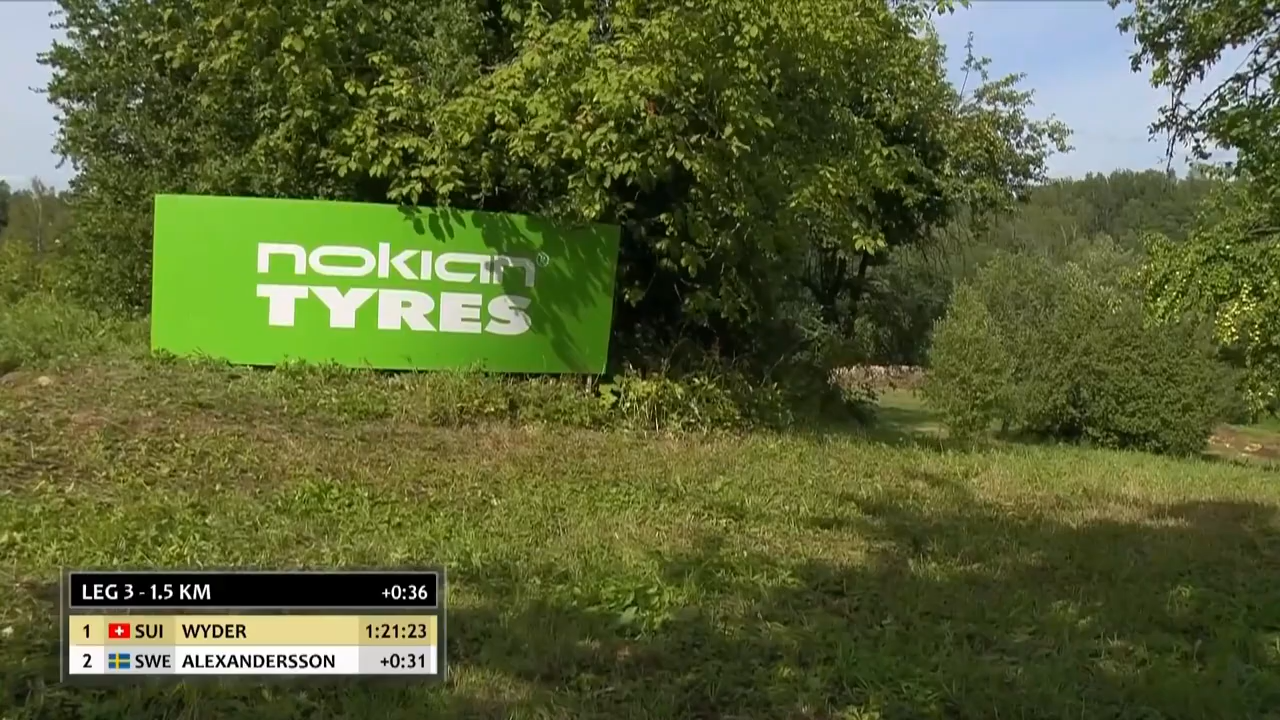 nokian®
TYRES
LEG 3 - 1.5 KM +0:36
1 SUI WYDER 1:21:23
2 SWE ALEXANDERSSON +0:31